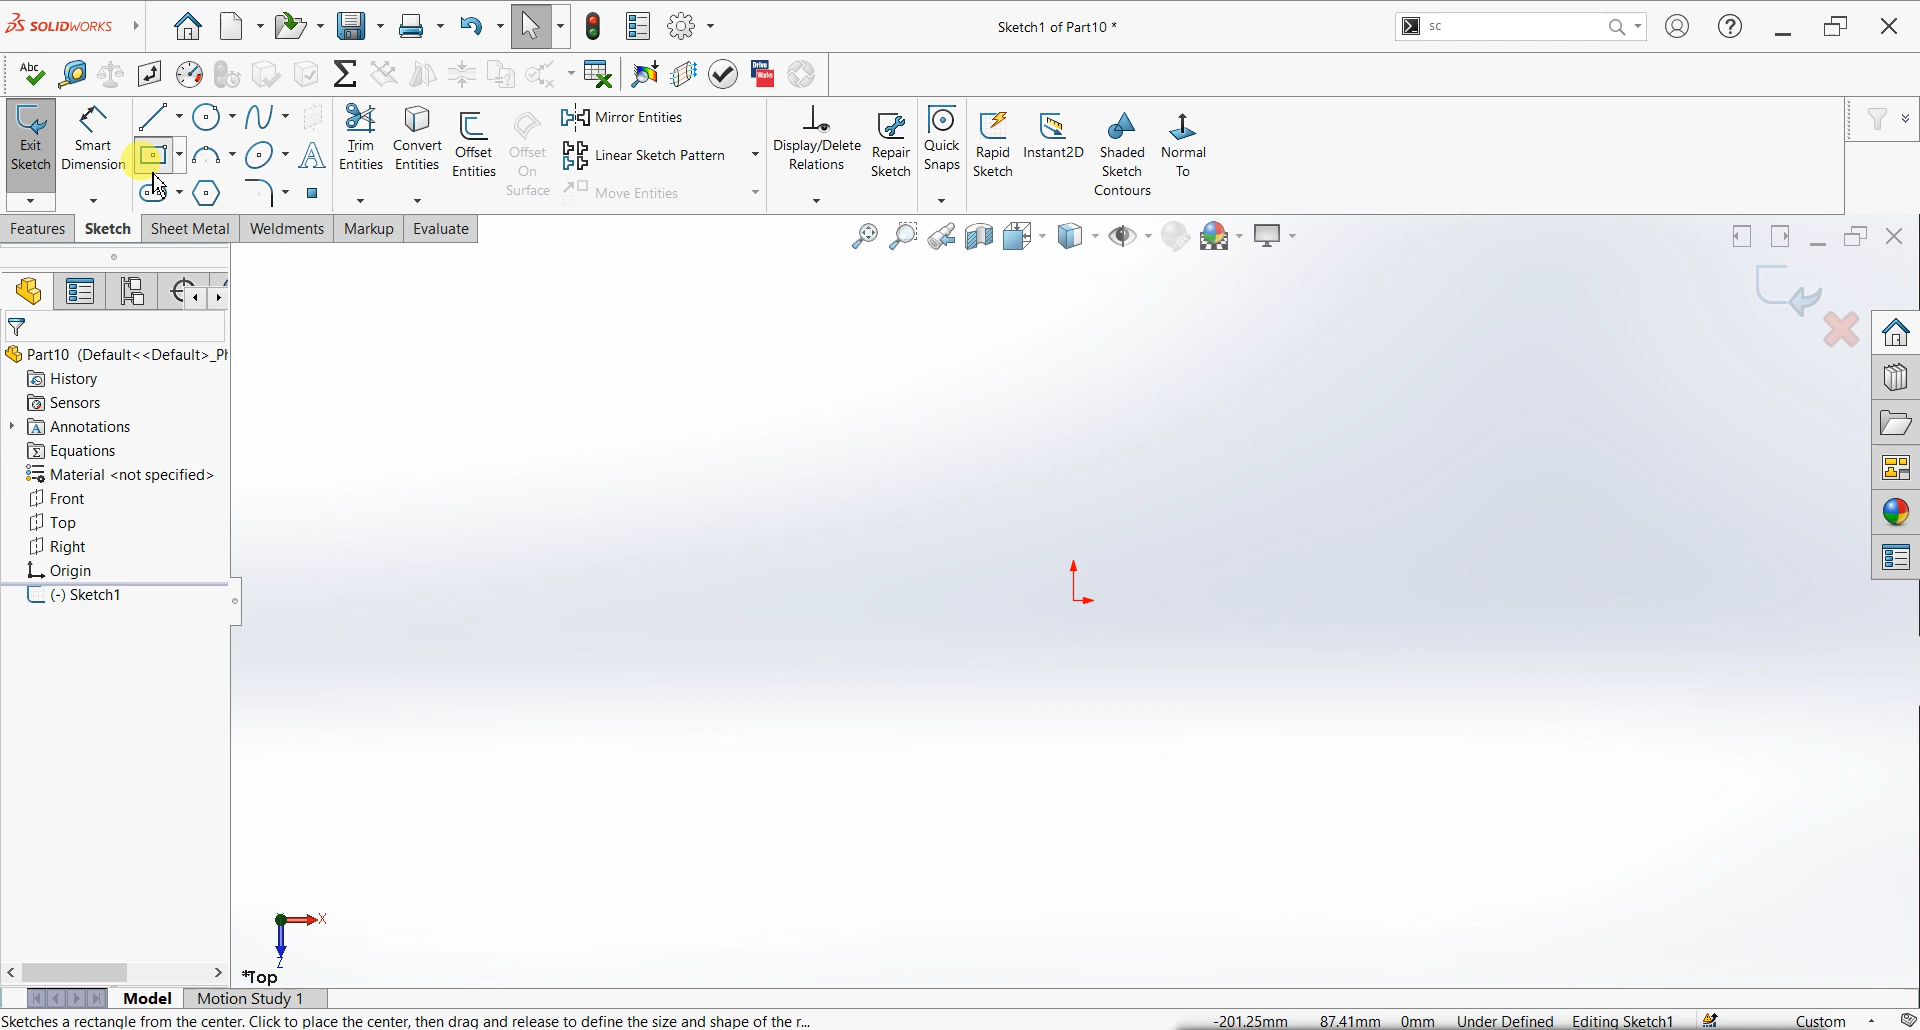 SOLIDWORKS
Sketch1 of Part10 *
sc
Abc
Drive
Works
Exit
Sketch
Smart
Dimension
Trim
Entities
Convert
Entities
Offset
Entities
Offset
On
Surface
Mirror Entities
Linear Sketch Pattern
Move Entities
Display/Delete
Relations
Repair
Sketch
Quick
Snaps
Rapid
Sketch
Instant2D
Shaded
Sketch
Contours
Normal
To
Features
Sketch
Sheet Metal
Weldments
Markup
Evaluate
Part10 (Default<<Default>_Ph
History
Sensors
Annotations
Equations
Material <not specified>
Front
Top
Right
Origin
(-) Sketch1
X
Z
*Top
Model
Motion Study 1
Sketches a rectangle from the center. Click to place the center, then drag and release to define the size and shape of the r...
-201.25mm 87.41mm 0mm Under Defined Editing Sketch1 Custom